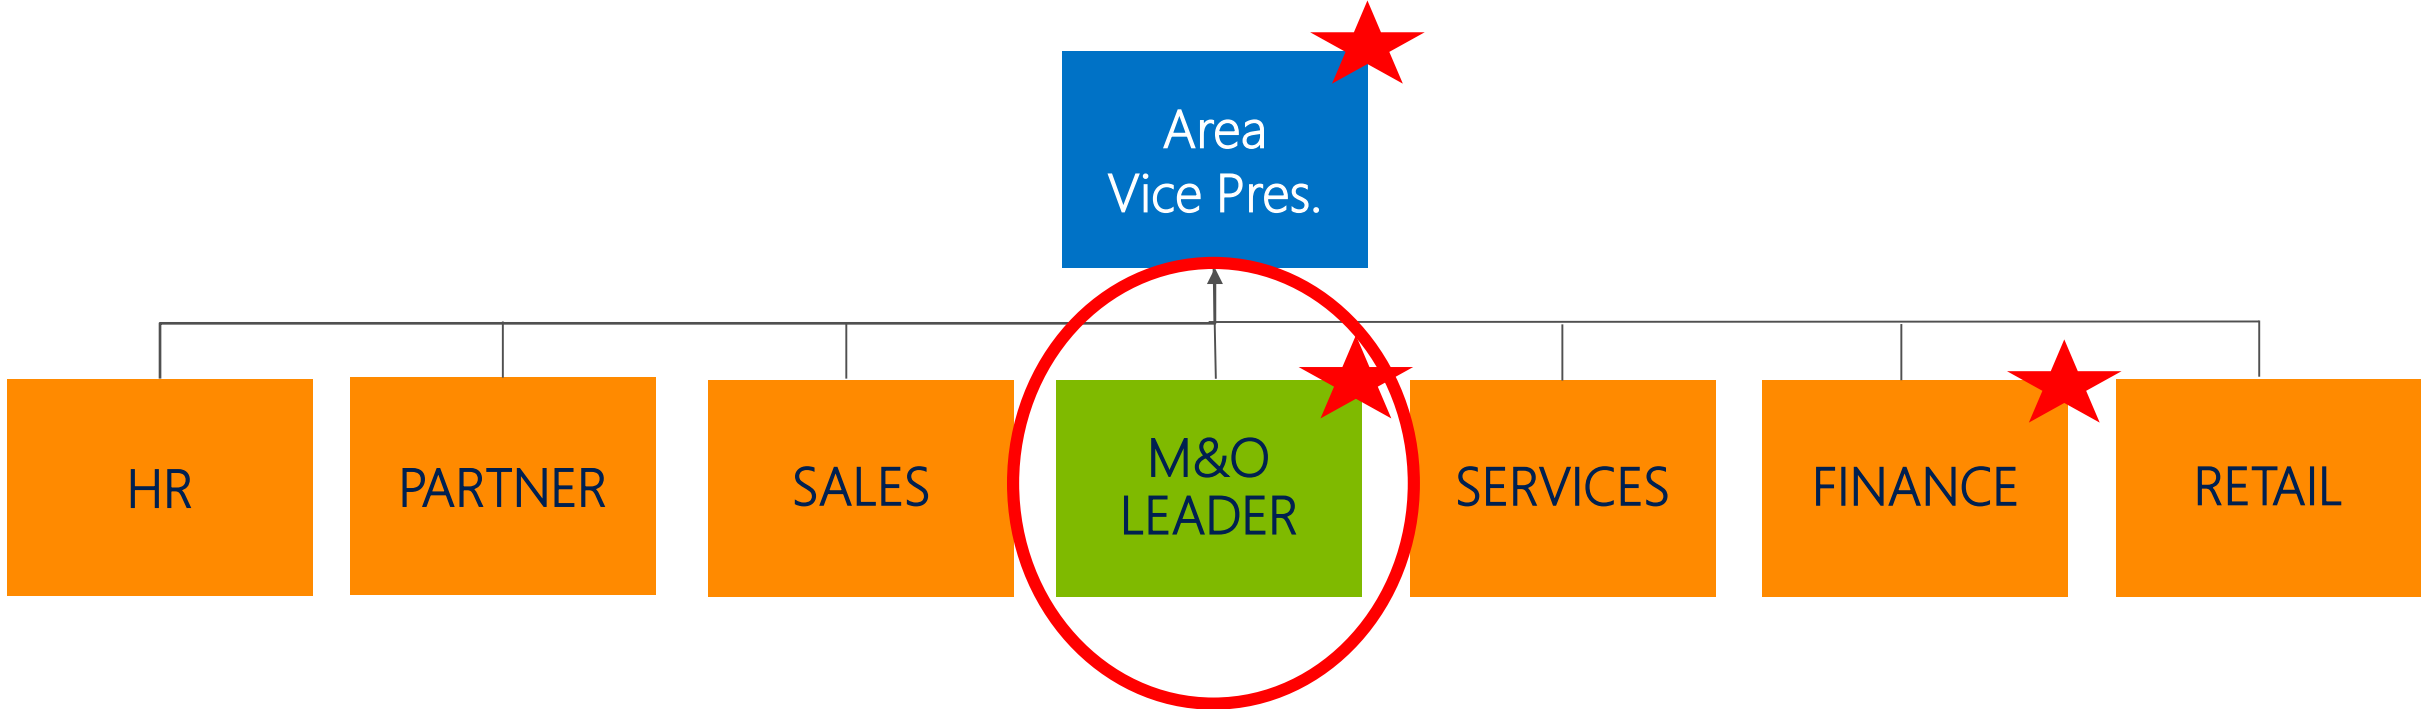 Area
Vice Pres.
HR
PARTNER
SALES
M&O
LEADER
SERVICES
FINANCE
RETAIL